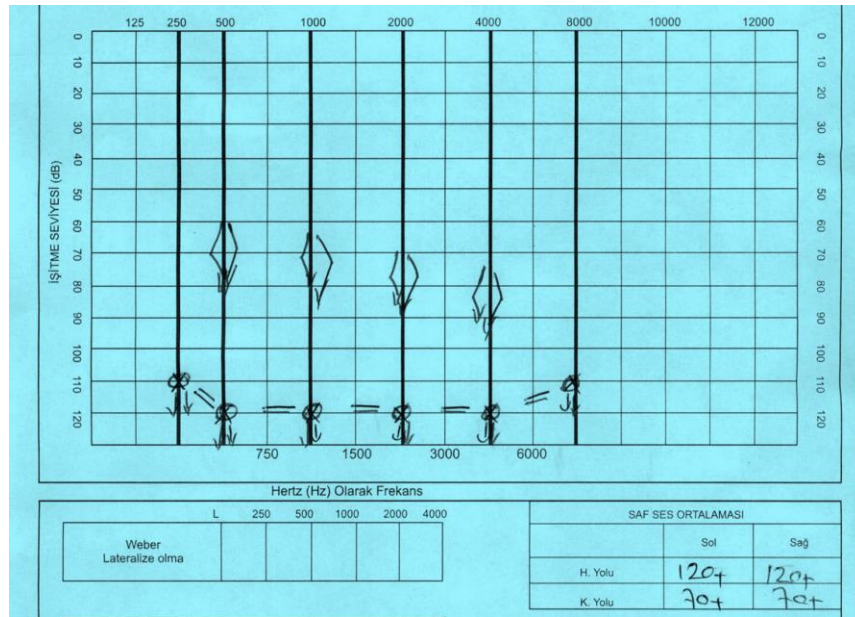 125 250 500 1000 2000 4000 8000 10000 12000
0 0
10 10
20 20
30 30
40 40
50 50
60 60
70 70
80 80
90 90
100 100
110 110
120 120
İŞİTME SEVİYESİ (dB)
750 1500 3000 6000
Hertz (Hz) Olarak Frekans
L 250 500 1000 2000 4000
Weber
Lateralize olma
SAF SES ORTALAMASI
Sol Sağ
H. Yolu 120+ 120+
K. Yolu 70+ 70+